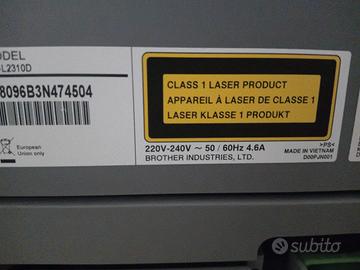 ODEL
L2310D
8096B3N474504
European
Union only
CLASS 1 LASER PRODUCT
APPAREIL À LASER DE CLASSE 1
LASER KLASSE 1 PRODUKT
220V-240V ~ 50 / 60Hz 4.6A
BROTHER INDUSTRIES, LTD.
>PS<
MADE IN VIETNAM
D00PJN001
subito